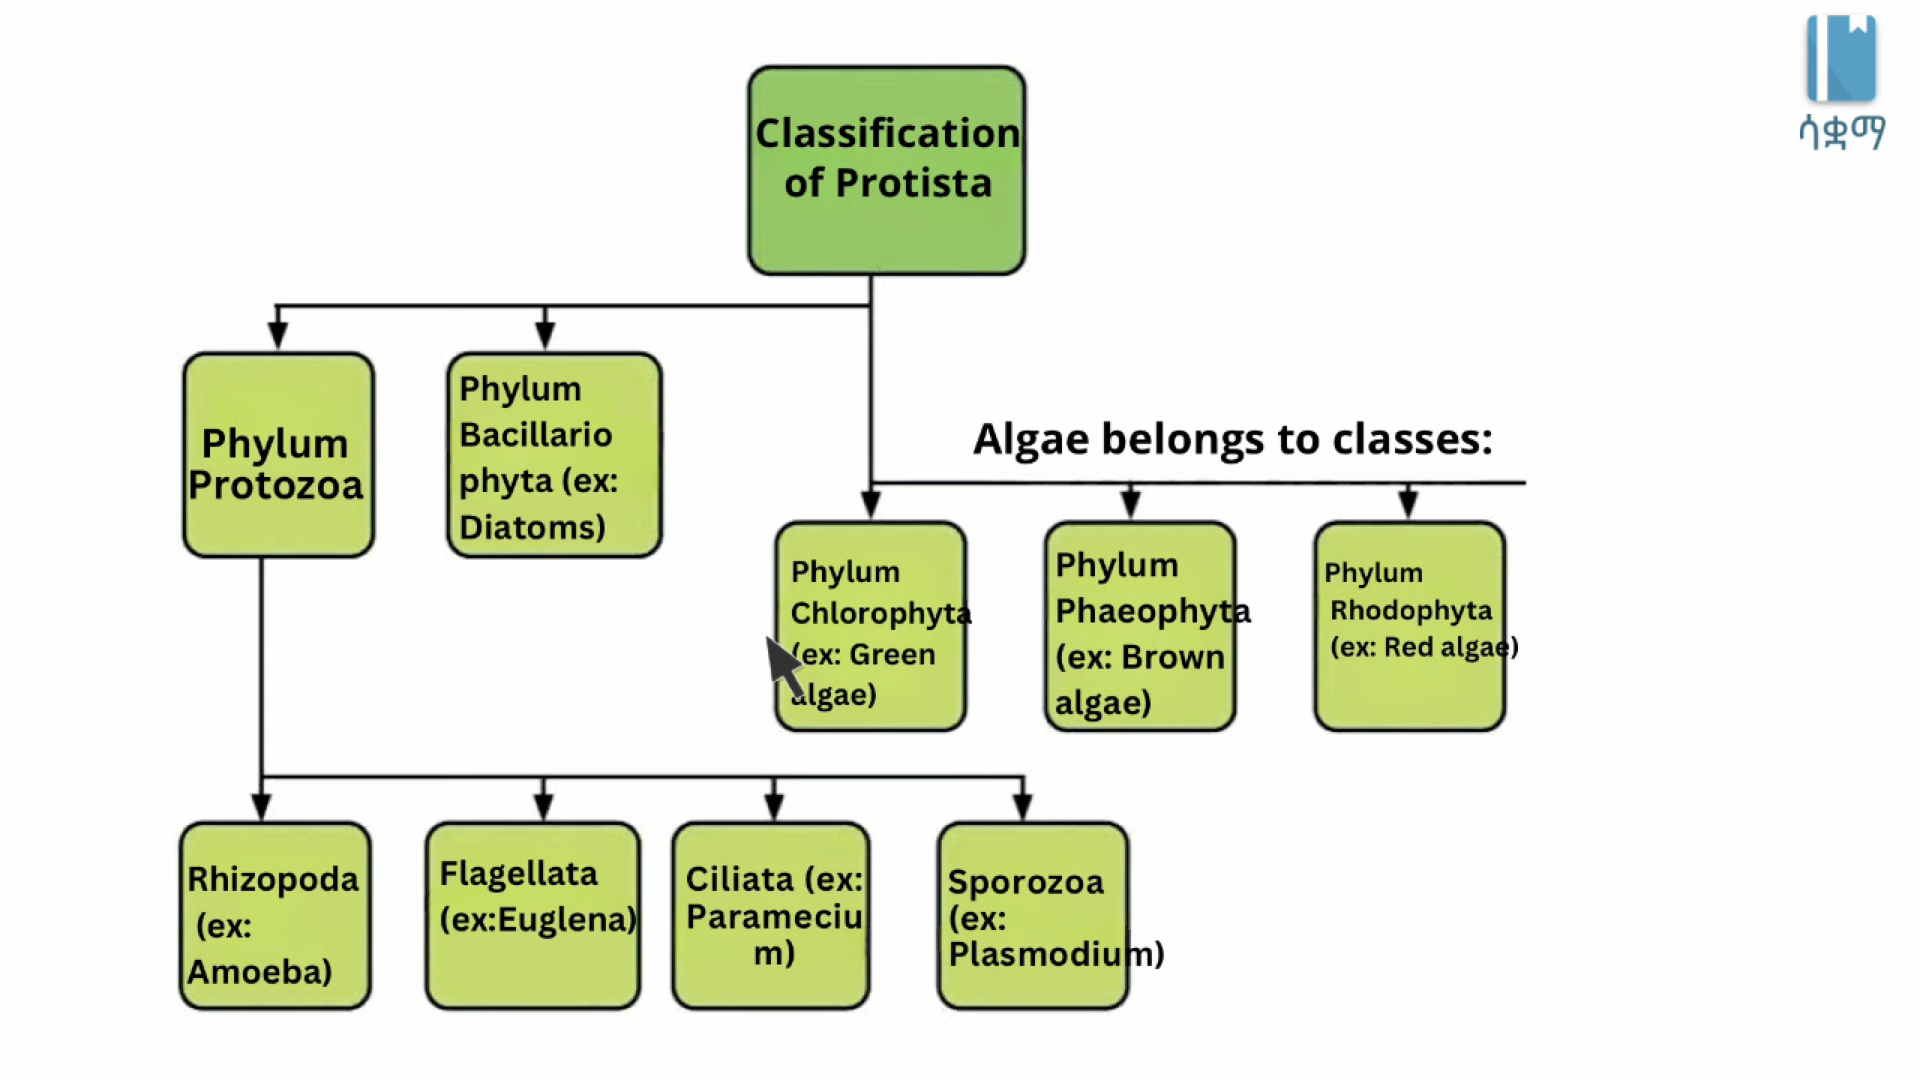 ሳቋማ
Classification
of Protista
Phylum
Protozoa
Phylum
Bacillario
phyta (ex:
Diatoms)
Algae belongs to classes:
Phylum
Chlorophyta
(ex: Green
algae)
Phylum
Phaeophyta
(ex: Brown
algae)
Phylum
Rhodophyta
(ex: Red algae)
Rhizopoda
(ex:
Amoeba)
Flagellata
(ex:Euglena)
Ciliata (ex:
Parameciu
m)
Sporozoa
(ex:
Plasmodium)